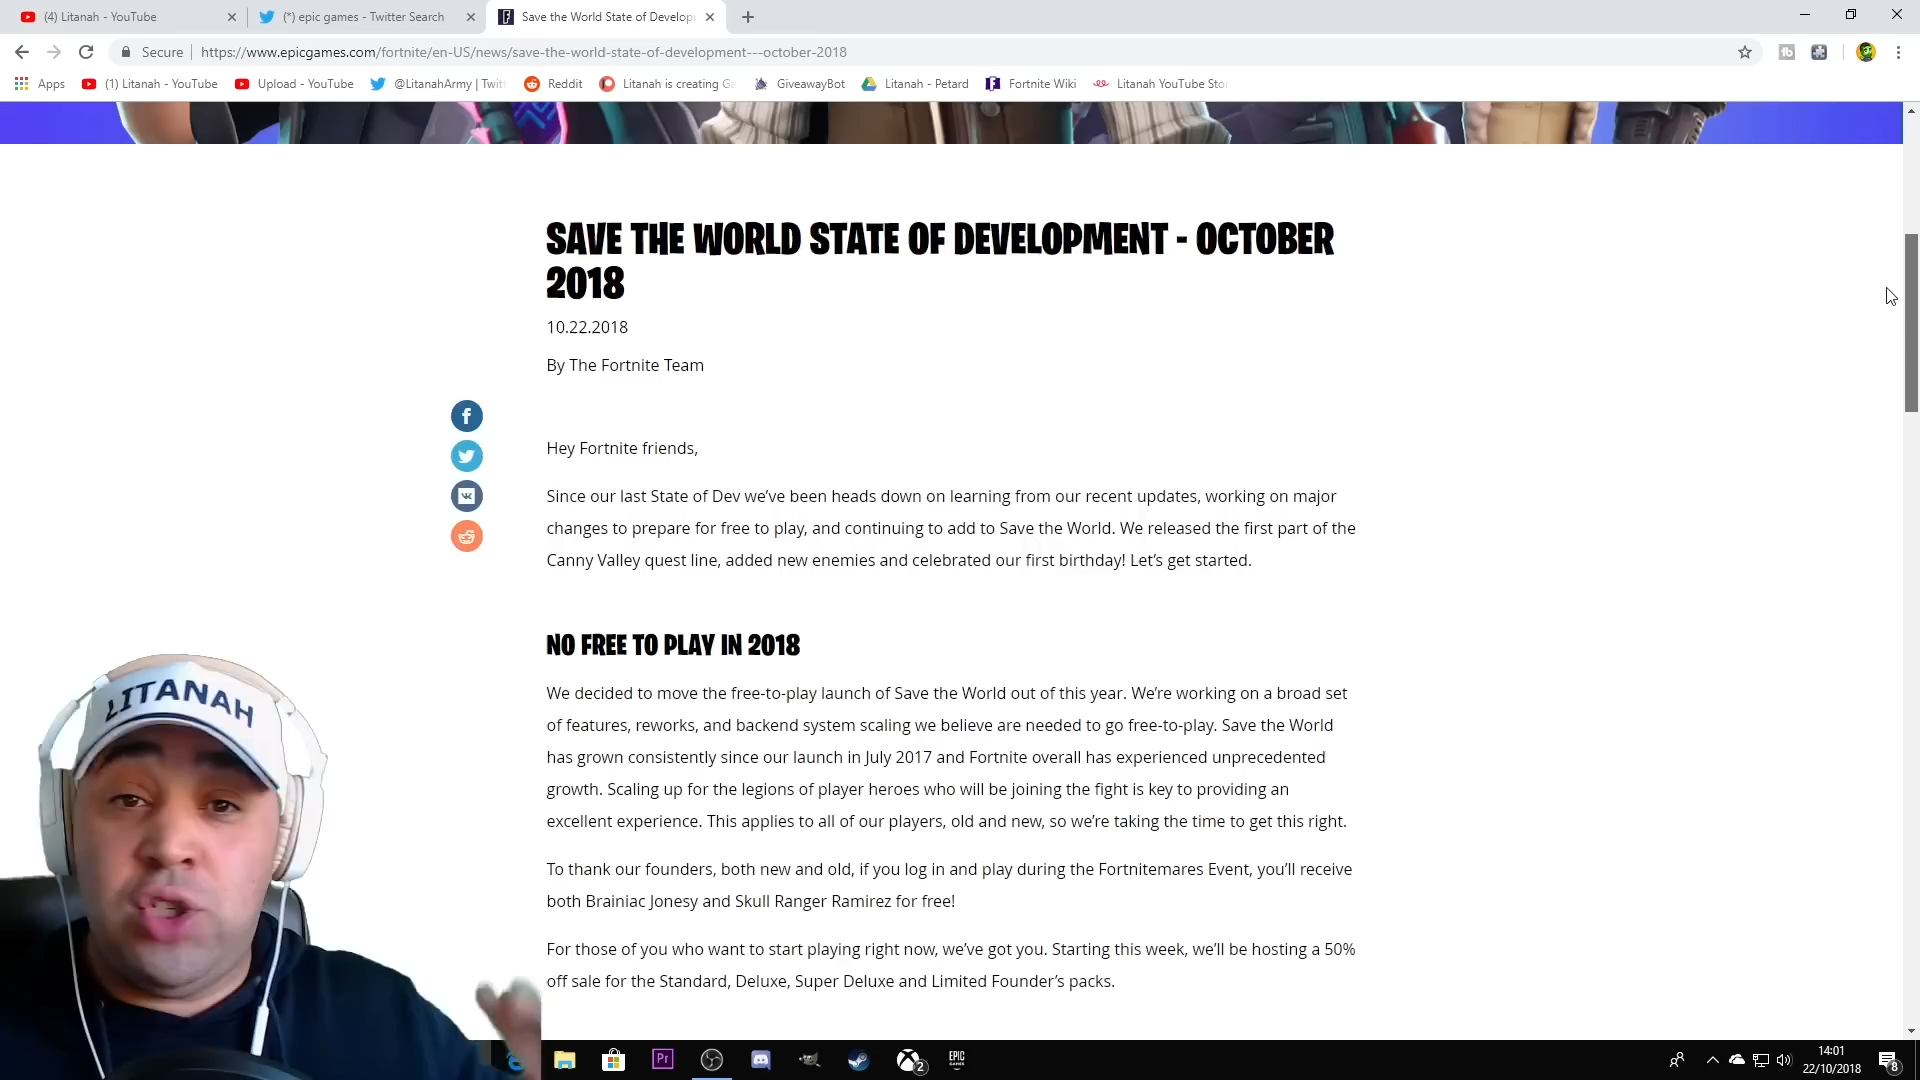 (4) Litanah - YouTube
(*) epic games - Twitter Search
Save the World State of Develop
Secure
https://www.epicgames.com/fortnite/en-US/news/save-the-world-state-of-development---october-2018
Apps
(1) Litanah - YouTube
Upload - YouTube
@LitanahArmy | Twit
Reddit
Litanah is creating Ga
GiveawayBot
Litanah - Petard
Fortnite Wiki
Litanah YouTube Stor
SAVE THE WORLD STATE OF DEVELOPMENT - OCTOBER
2018
10.22.2018
By The Fortnite Team
Hey Fortnite friends,
Since our last State of Dev we've been heads down on learning from our recent updates, working on major
changes to prepare for free to play, and continuing to add to Save the World. We released the first part of the
Canny Valley quest line, added new enemies and celebrated our first birthday! Let's get started.
NO FREE TO PLAY IN 2018
We decided to move the free-to-play launch of Save the World out of this year. We're working on a broad set
of features, reworks, and backend system scaling we believe are needed to go free-to-play. Save the World
has grown consistently since our launch in July 2017 and Fortnite overall has experienced unprecedented
growth. Scaling up for the legions of player heroes who will be joining the fight is key to providing an
excellent experience. This applies to all of our players, old and new, so we're taking the time to get this right.
To thank our founders, both new and old, if you log in and play during the Fortnitemares Event, you'll receive
both Brainiac Jonesy and Skull Ranger Ramirez for free!
For those of you who want to start playing right now, we've got you. Starting this week, we'll be hosting a 50%
off sale for the Standard, Deluxe, Super Deluxe and Limited Founder's packs.
LITANAH
Pr
2
EPIC
GAMES
14:01
22/10/2018
8